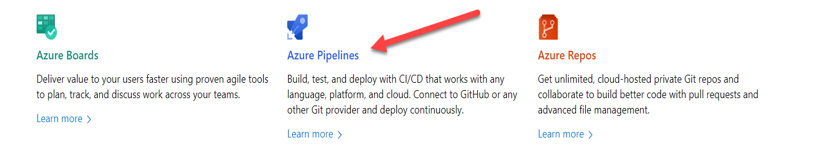 Azure Boards
Deliver value to your users faster using proven agile tools
to plan, track, and discuss work across your teams.
Learn more >
Azure Pipelines
Build, test, and deploy with CI/CD that works with any
language, platform, and cloud. Connect to GitHub or any
other Git provider and deploy continuously.
Learn more >
Azure Repos
Get unlimited, cloud-hosted private Git repos and
collaborate to build better code with pull requests and
advanced file management.
Learn more >